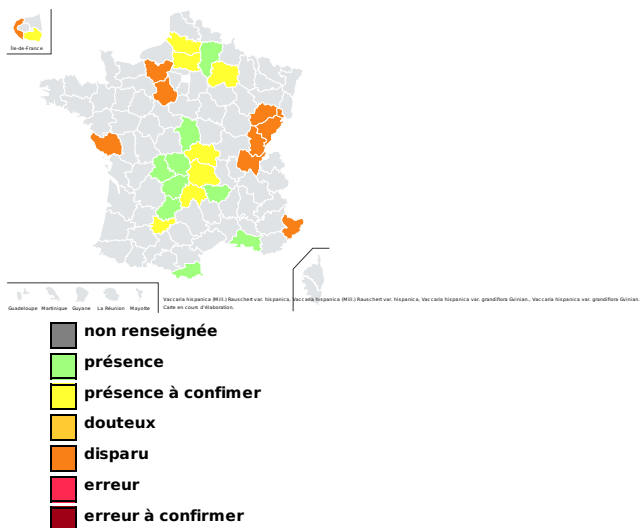 Île-de-France
Guadeloupe Martinique Guyane La Réunion Mayotte
Vaccaria hispanica (Mill.) Rauschert var. hispanica, Vaccaria hispanica (Mill.) Rauschert var. hispanica, Vaccaria hispanica var. grandiflora Gvinian., Vaccaria hispanica var. grandiflora Gvinian.
Carte en cours d'élaboration.
non renseignée
présence
présence à confimer
douteux
disparu
erreur
erreur à confirmer